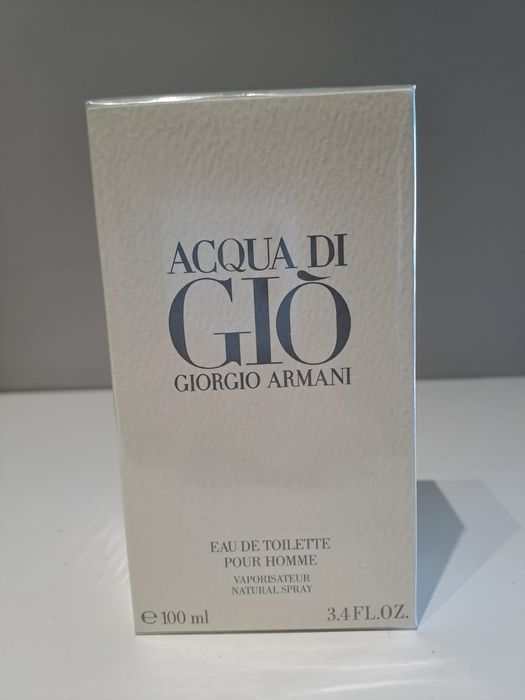 ACQUA DI
GIÒ
GIORGIO ARMANI
EAU DE TOILETTE
POUR HOMME
VAPORISATEUR
NATURAL SPRAY
℮ 100 ml 3.4 FL.OZ.